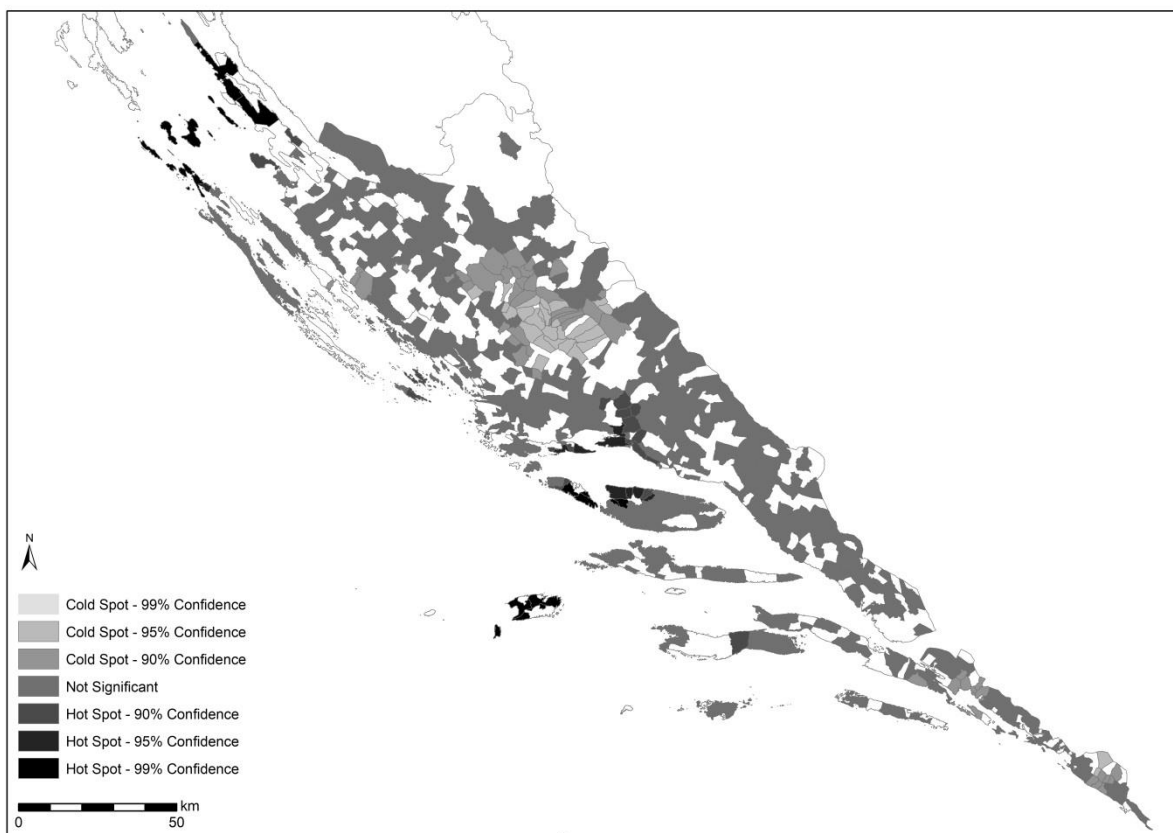 N
Cold Spot - 99% Confidence
Cold Spot - 95% Confidence
Cold Spot - 90% Confidence
Not Significant
Hot Spot - 90% Confidence
Hot Spot - 95% Confidence
Hot Spot - 99% Confidence
km
0 50